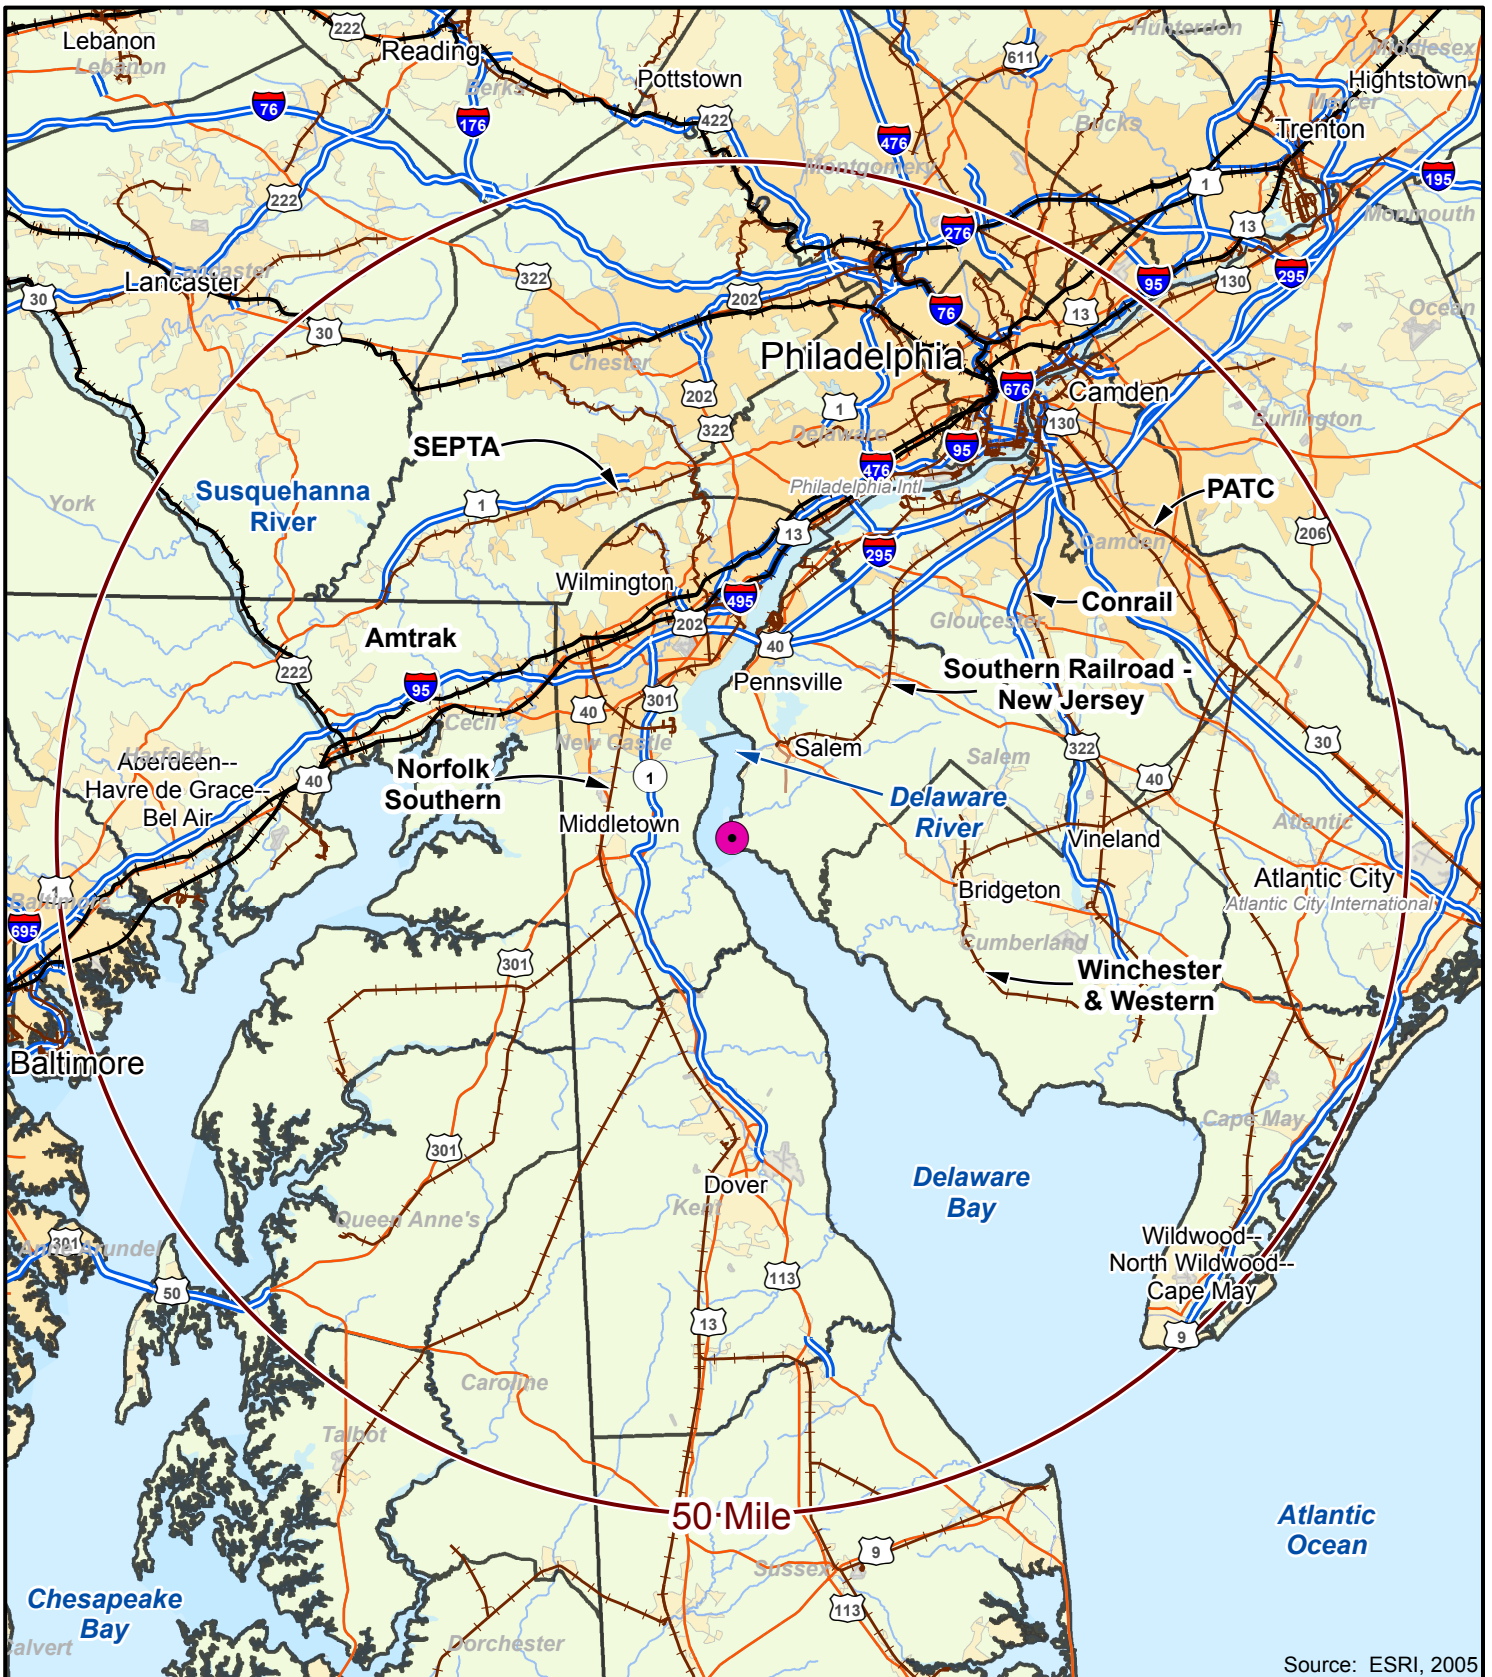 222
611
Hunterdon
Lebanon
Lebanon
Reading
Middlesex
Pottstown
Hightstown
Berks
76
176
422
Mercer
Bucks
Trenton
476
Montgomery
195
1
222
Monmouth
13
276
Lancaster
Lancaster
322
95
130
295
30
202
76
13
Ocean
30
Philadelphia
Chester
676
Camden
202
1
130
Burlington
322
Delaware
SEPTA
95
476
Philadelphia Intl
PATC
Susquehanna
River
York
1
13
206
Camden
295
Wilmington
495
Conrail
202
Gloucester
Amtrak
40
222
Southern Railroad -
New Jersey
95
Pennsville
301
40
Cecil
New Castle
Salem
322
30
Salem
Harford
Aberdeen--
Havre de Grace--
Bel Air
40
Norfolk
Southern
1
40
Delaware
River
Middletown
Atlantic
Vineland
1
Bridgeton
Atlantic City
Atlantic City International
Baltimore
695
Cumberland
301
Winchester
& Western
Baltimore
Cape May
301
Dover
Delaware
Bay
Kent
Queen Anne's
Anne Arundel
301
Wildwood--
North Wildwood--
Cape May
113
50
13
9
Caroline
Talbot
50 Mile
Atlantic
Ocean
9
Sussex
Chesapeake
Bay
113
alvert
Dorchester
Source: ESRI, 2005